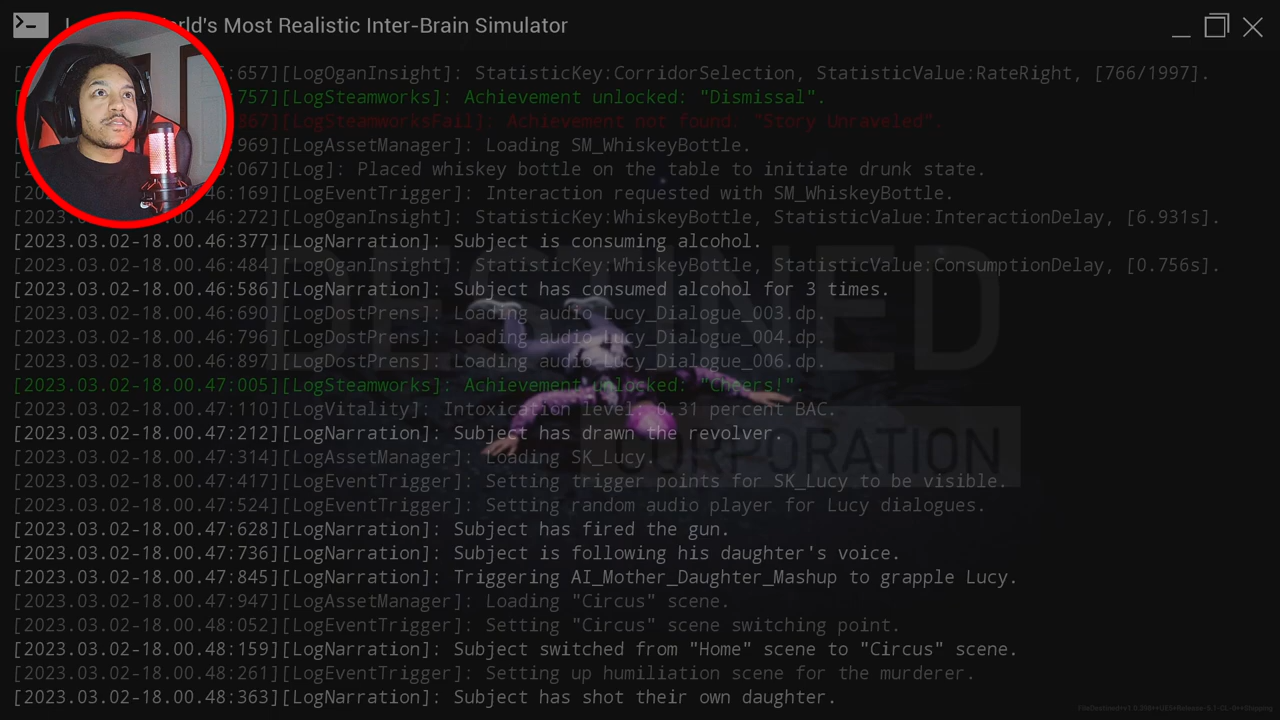 rld's Most Realistic Inter-Brain Simulator
:657][LogOganInsight]: StatisticKey:CorridorSelection, StatisticValue:RateRight, [766/1997].
757][LogSteamworks]: Achievement unlocked: "Dismissal".
867][LogSteamworksFail]: Achievement not found. "Story Unraveled".
969][LogAssetManager]: Loading SM_WhiskeyBottle.
:067][Log]: Placed whiskey bottle on the table to initiate drunk state.
46:169][LogEventTrigger]: Interaction requested with SM_WhiskeyBottle.
[2023.03.02-18.00.46:272][LogOganInsight]: StatisticKey:WhiskeyBottle, StatisticValue:InteractionDelay, [6.931s].
[2023.03.02-18.00.46:377][LogNarration]: Subject is consuming alcohol.
[2023.03.02-18.00.46:484][LogOganInsight]: StatisticKey:WhiskeyBottle, StatisticValue:ConsumptionDelay, [0.756s].
[2023.03.02-18.00.46:586][LogNarration]: Subject has consumed alcohol for 3 times.
[2023.03.02-18.00.46:690][LogDostPrens]: Loading audio Lucy_Dialogue_003.dp.
[2023.03.02-18.00.46:796][LogDostPrens]: Loading audio Lucy_Dialogue_004.dp.
[2023.03.02-18.00.46:897][LogDostPrens]: Loading audio Lucy_Dialogue_006.dp.
[2023.03.02-18.00.47:005][LogSteamworks]: Achievement unlocked: "Cheers!".
[2023.03.02-18.00.47:110][LogVitality]: Intoxication level: 0.31 percent BAC.
[2023.03.02-18.00.47:212][LogNarration]: Subject has drawn the revolver.
[2023.03.02-18.00.47:314][LogAssetManager]: Loading SK_Lucy.
[2023.03.02-18.00.47:417][LogEventTrigger]: Setting trigger points for SK_Lucy to be visible.
[2023.03.02-18.00.47:524][LogEventTrigger]: Setting random audio player for Lucy dialogues.
[2023.03.02-18.00.47:628][LogNarration]: Subject has fired the gun.
[2023.03.02-18.00.47:736][LogNarration]: Subject is following his daughter's voice.
[2023.03.02-18.00.47:845][LogNarration]: Triggering AI_Mother_Daughter_Mashup to grapple Lucy.
[2023.03.02-18.00.47:947][LogAssetManager]: Loading "Circus" scene.
[2023.03.02-18.00.48:052][LogEventTrigger]: Setting "Circus" scene switching point.
[2023.03.02-18.00.48:159][LogNarration]: Subject switched from "Home" scene to "Circus" scene.
[2023.03.02-18.00.48:261][LogEventTrigger]: Setting up humiliation scene for the murderer.
[2023.03.02-18.00.48:363][LogNarration]: Subject has shot their own daughter.
DESTINED
CORPORATION